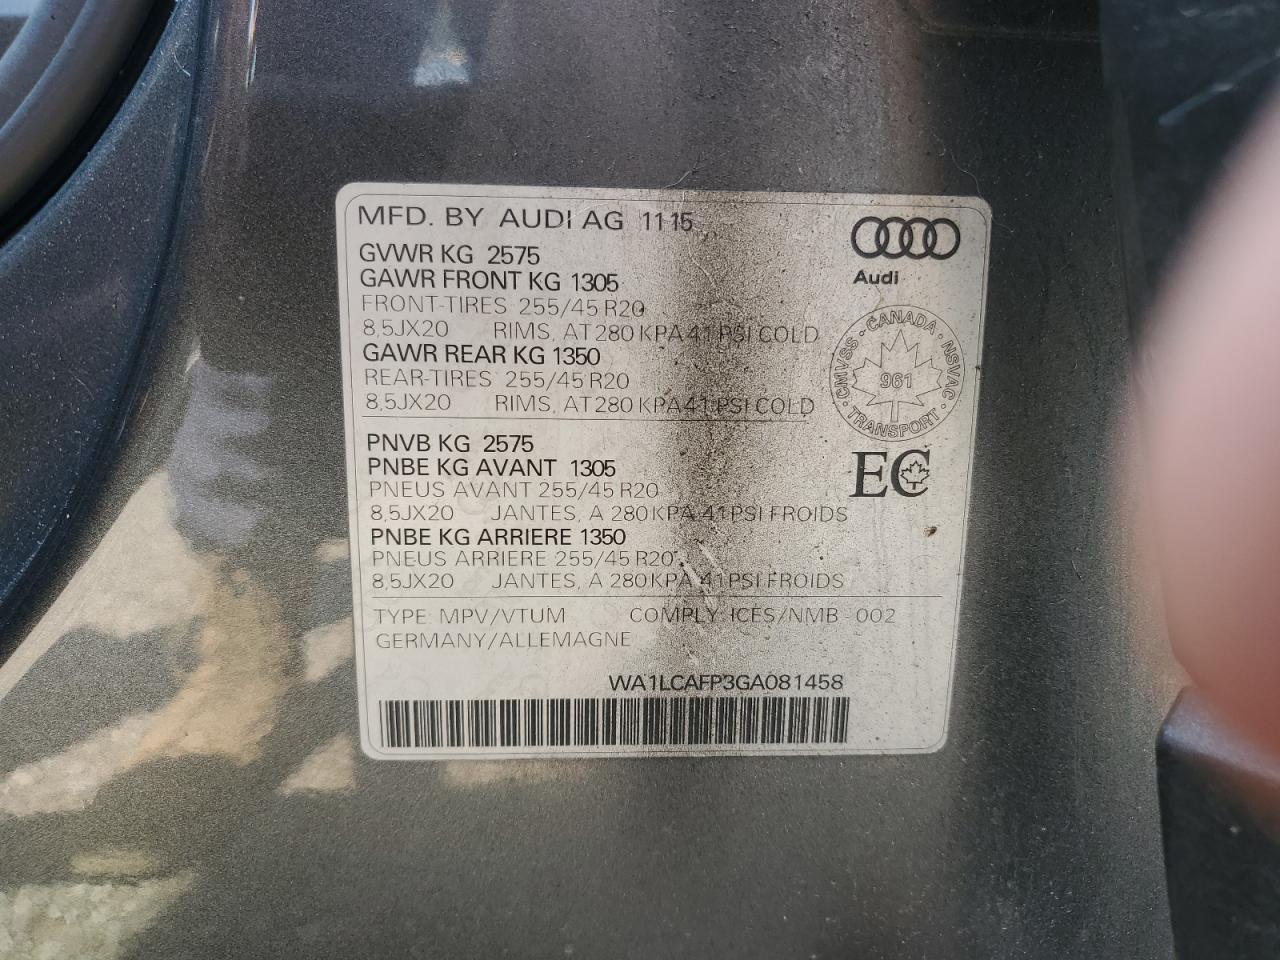 MFD. BY AUDI AG 11 15
Audi
GVWR KG 2575
GAWR FRONT KG 1305
FRONT-TIRES 255/45 R20
8,5JX20 RIMS, AT 280 KPA 41 PSI COLD
GAWR REAR KG 1350
REAR-TIRES 255/45 R20
8,5JX20 RIMS, AT 280 KPA 41 PSI COLD
CMVSS · CANADA · NSVAC · TRANSPORT ·
961
PNVB KG 2575
PNBE KG AVANT 1305
PNEUS AVANT 255/45 R20
8,5JX20 JANTES, A 280 KPA 41 PSI FROIDS
EC
PNBE KG ARRIERE 1350
PNEUS ARRIERE 255/45 R20
8,5JX20 JANTES, A 280 KPA 41 PSI FROIDS
TYPE: MPV/VTUM COMPLY: ICES/NMB - 002
GERMANY/ALLEMAGNE
WA1LCAFP3GA081458